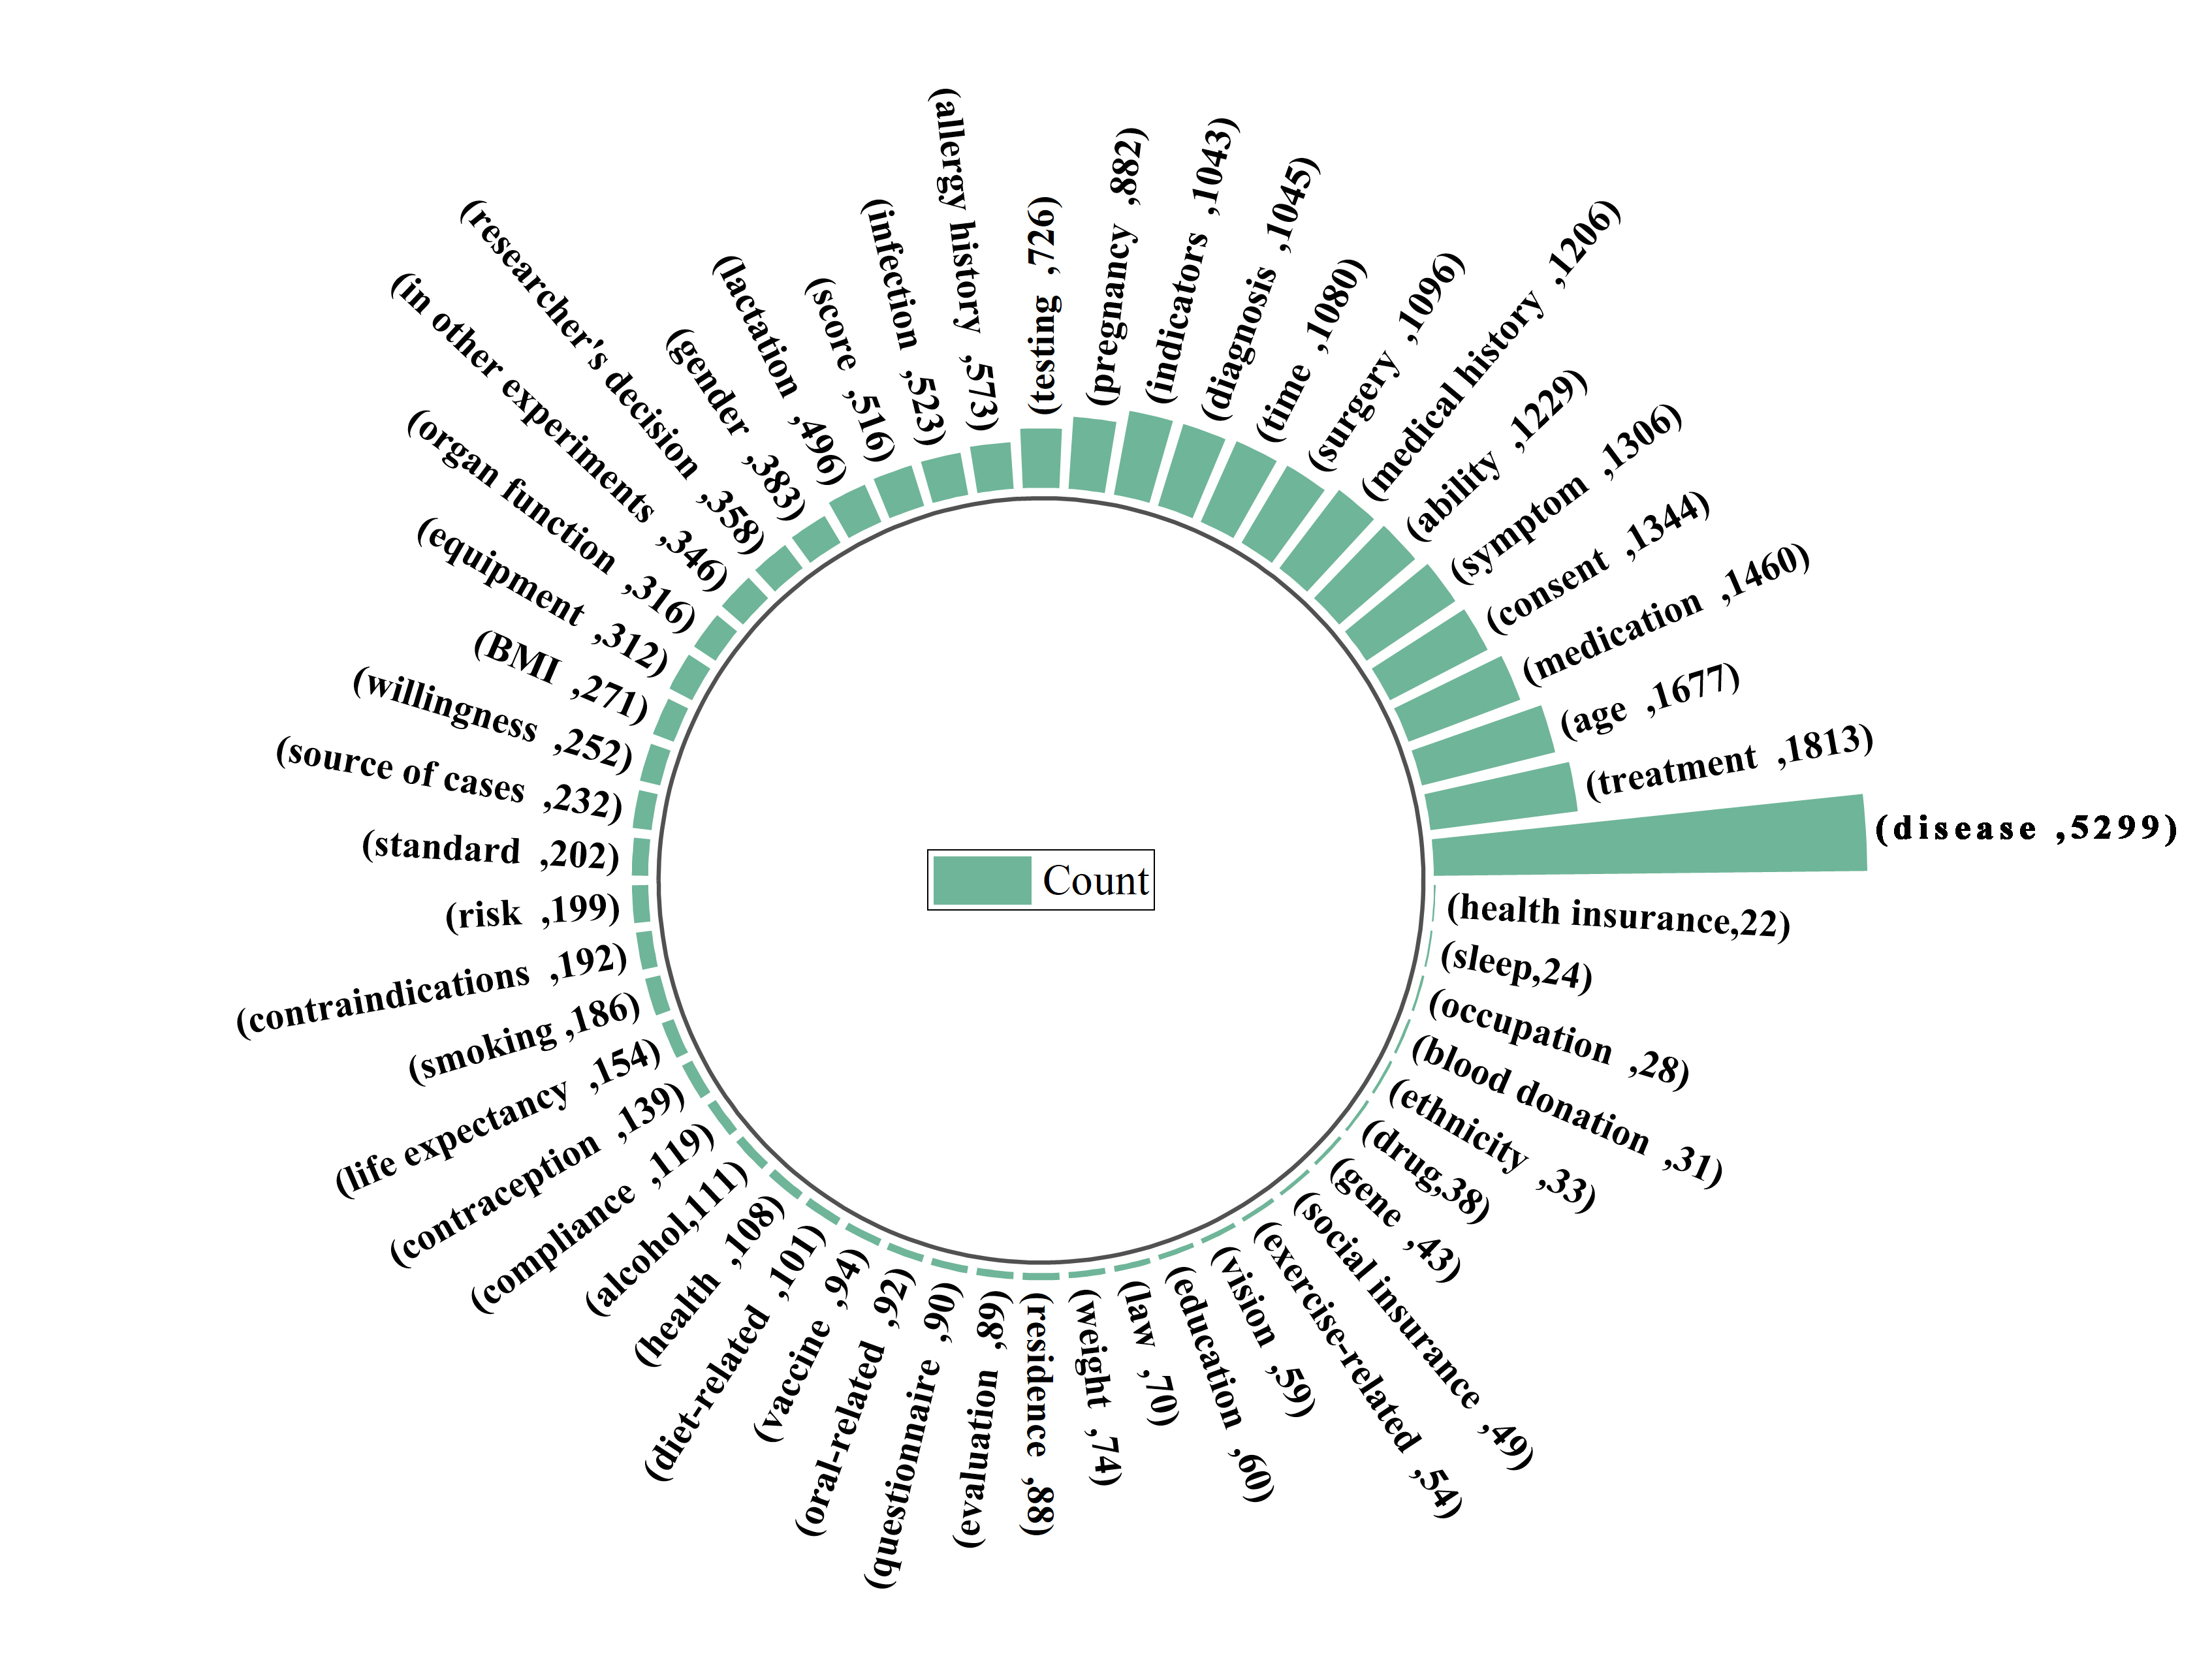 (disease ,5299)
(treatment ,1813)
(age ,1677)
(medication ,1460)
(consent ,1344)
(symptom ,1306)
(ability ,1229)
(medical history ,1206)
(surgery ,1096)
(time ,1080)
(diagnosis ,1045)
(indicators ,1043)
(pregnancy ,882)
(testing ,726)
(allergy history ,573)
(infection ,523)
(score ,516)
(lactation ,496)
(gender ,383)
(researcher's decision ,358)
(in other experiments ,346)
(organ function ,316)
(equipment ,312)
(BMI ,271)
(willingness ,252)
(source of cases ,232)
(standard ,202)
(risk ,199)
(contraindications ,192)
(smoking ,186)
(life expectancy ,154)
(contraception ,139)
(compliance ,119)
(alcohol,111)
(health ,108)
(diet-related ,101)
(vaccine ,94)
(oral-related ,92)
(questionnaire ,90)
(evaluation ,89)
(residence ,88)
(weight ,74)
(law ,70)
(education ,60)
(vision ,59)
(exercise-related ,54)
(social insurance ,49)
(gene ,43)
(drug,38)
(ethnicity ,33)
(blood donation ,31)
(occupation ,28)
(sleep,24)
(health insurance,22)
Count